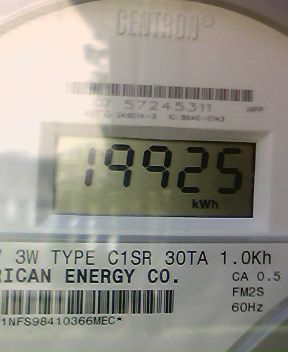 CENTRON®
07 57245311
19925
kWh
3W TYPE C1SR 30TA 1.0Kh
RICAN ENERGY CO.
CA 0.5
FM2S
60Hz
1NFS98410366MEC*